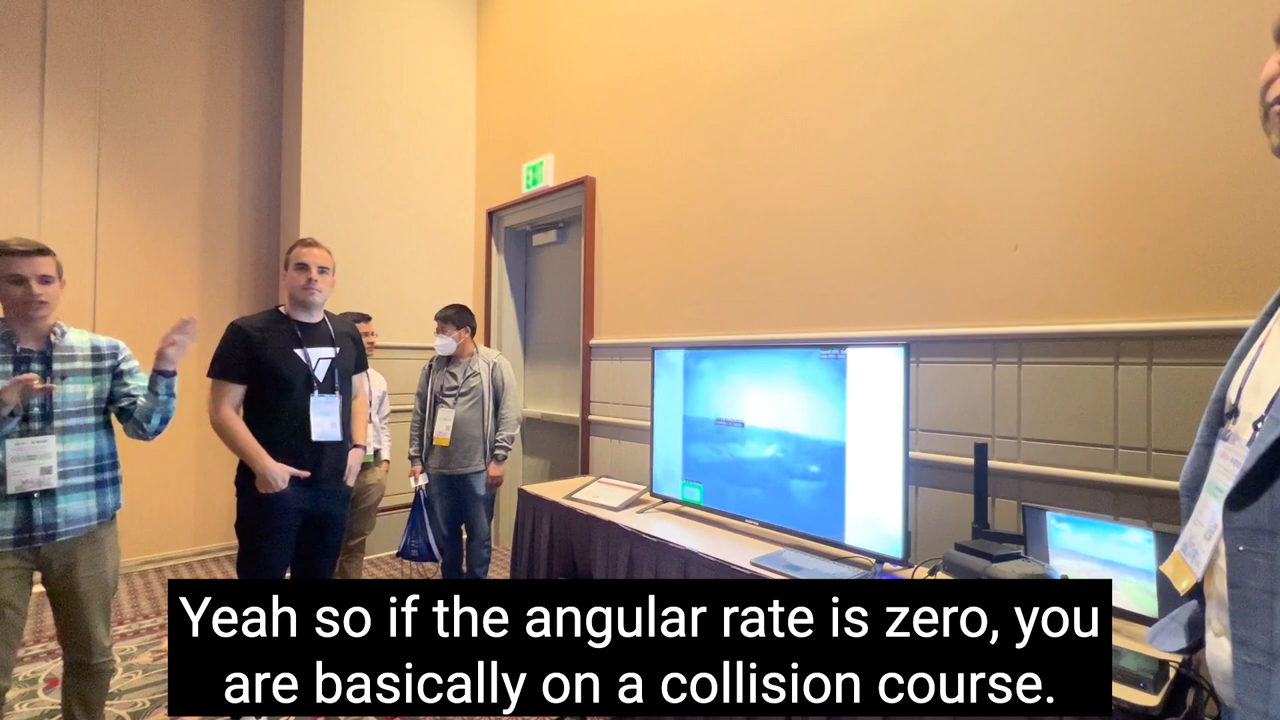 EXIT
Yeah so if the angular rate is zero, you
are basically on a collision course.